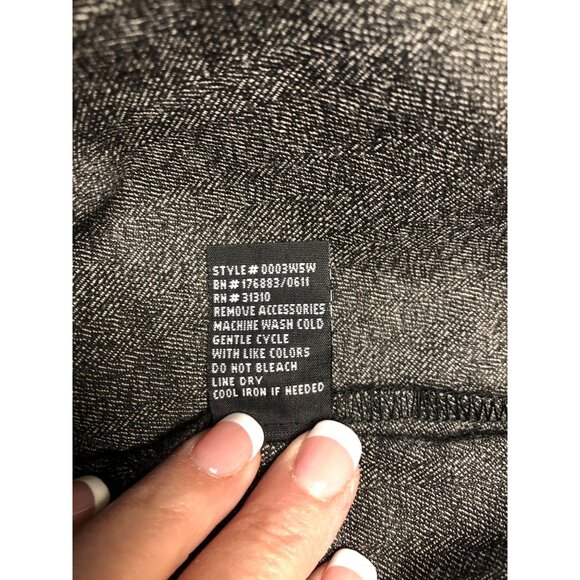 STYLE# 0003W5W
BN# 176883/0611
RN# 31310
REMOVE ACCESSORIES
MACHINE WASH COLD
GENTLE CYCLE
WITH LIKE COLORS
DO NOT BLEACH
LINE DRY
COOL IRON IF NEEDED